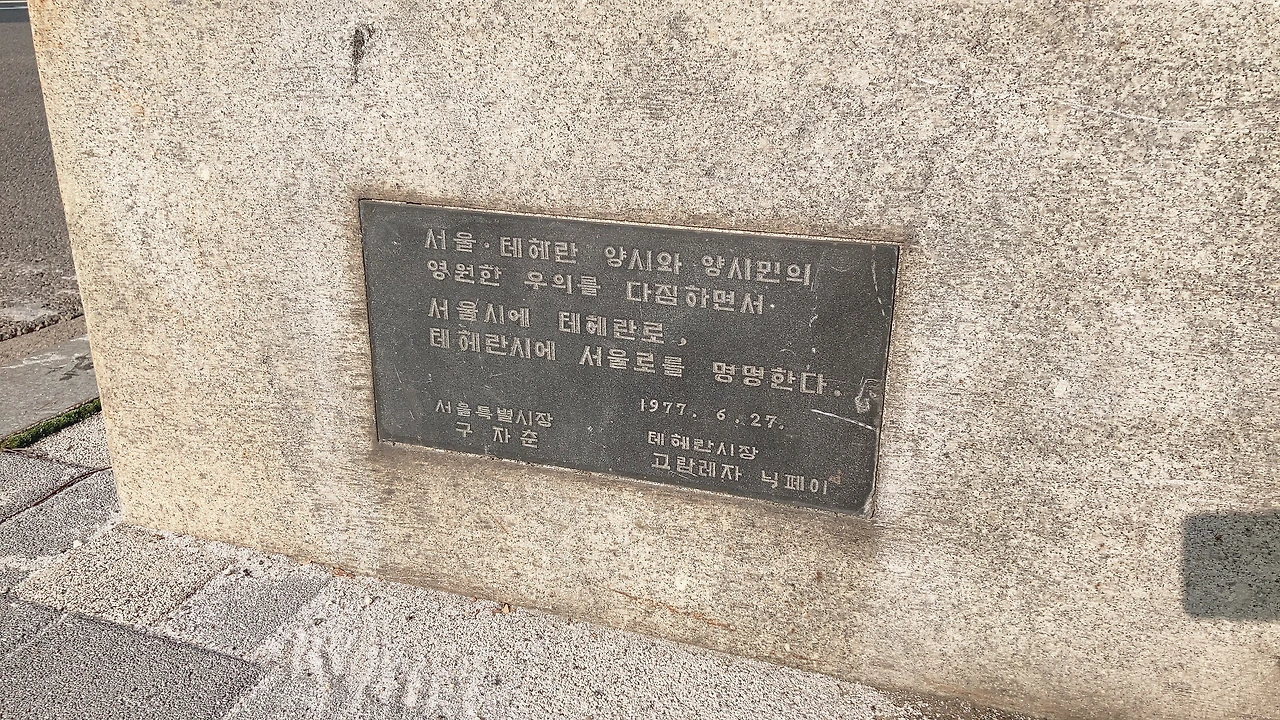 서울·테헤란 양시와 양시민의
영원한 우의를 다짐하면서
서울시에 테헤란로,
테헤란시에 서울로를 명명한다.
1977. 6. 27.
서울특별시장
구 자춘
테헤란시장
고람레자 닉페이